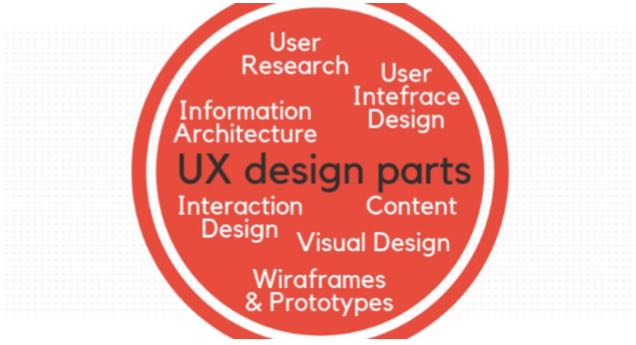 User
Research
User
Intefrace
Design
Information
Architecture
UX design parts
Interaction
Design
Content
Visual Design
Wiraframes
& Prototypes